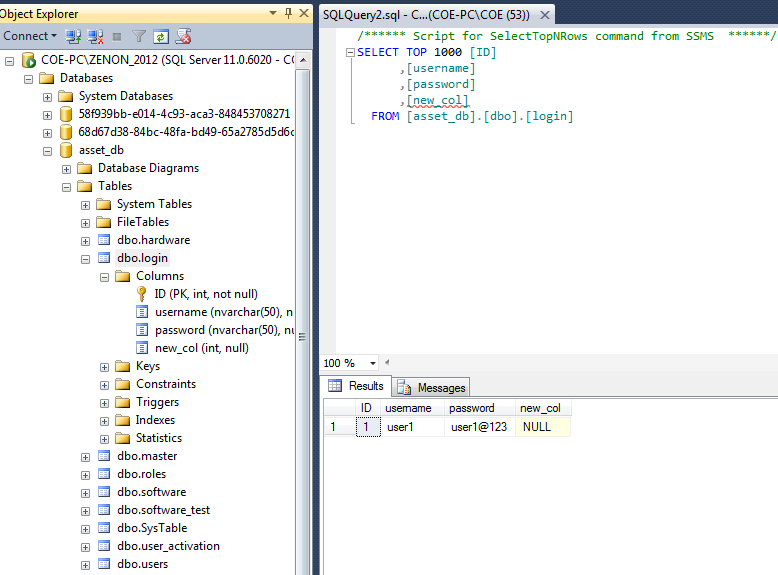 Object Explorer
Connect
COE-PC\ZENON_2012 (SQL Server 11.0.6020 - CO
Databases
System Databases
58f939bb-e014-4c93-aca3-848453708271
68d67d38-84bc-48fa-bd49-65a2785d5d6c
asset_db
Database Diagrams
Tables
System Tables
FileTables
dbo.hardware
dbo.login
Columns
ID (PK, int, not null)
username (nvarchar(50), n
password (nvarchar(50), nu
new_col (int, null)
Keys
Constraints
Triggers
Indexes
Statistics
dbo.master
dbo.roles
dbo.software
dbo.software_test
dbo.SysTable
dbo.user_activation
dbo.users
SQLQuery2.sql - C...(COE-PC\COE (53))
/****** Script for SelectTopNRows command from SSMS  ******/
SELECT TOP 1000 [ID]
,[username]
,[password]
,[new_col]
FROM [asset_db].[dbo].[login]
100 %
Results Messages
ID username password new_col
1 1 user1 user1@123 NULL